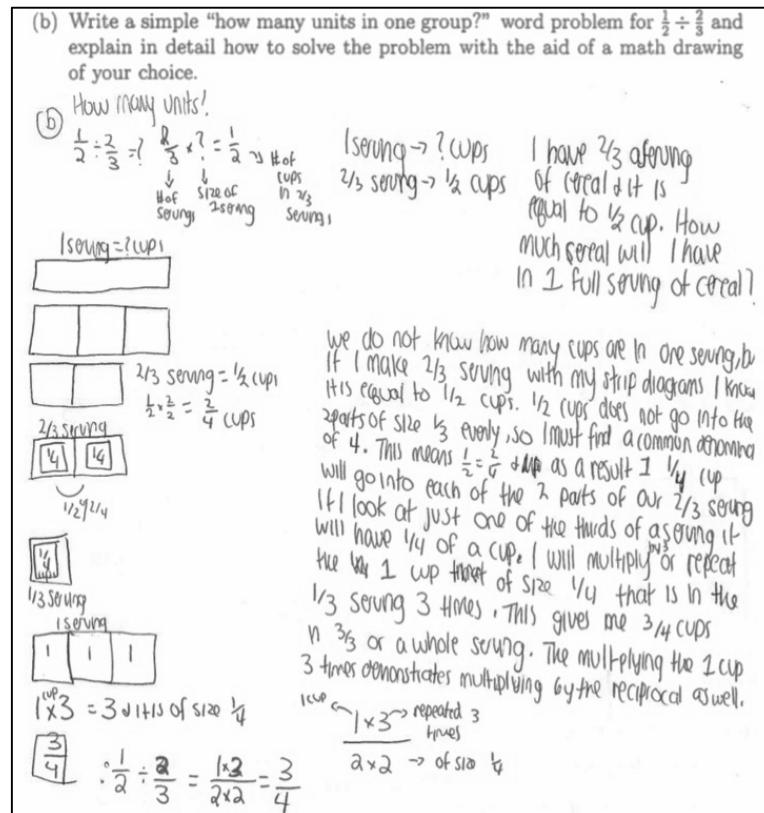 (b) Write a simple "how many units in one group?" word problem for 1/2 ÷ 2/3 and
explain in detail how to solve the problem with the aid of a math drawing
of your choice.
(b) How many units!
1/2 ÷ 2/3 = ? 2/3 × ? = 1/2 → # of cups in 2/3 servings
# of servings
size of 1 serving
1 serving → ? cups
2/3 serving → 1/2 cups
I have 2/3 a serving
of cereal & it is
equal to 1/2 cup. How
much cereal will I have
in 1 full serving of cereal?
1 serving = ? cups
2/3 serving = 1/2 cups
1/2 × 2/2 = 2/4 cups
2/3 serving
1/4 1/4
1/2 2/4
1/4
1/3 serving
1 serving
1 1 1
1 cup × 3 = 3 & it is of size 1/4
3/4
∴ 1/2 ÷ 2/3 = 1×3/2×2 = 3/4
we do not know how many cups are in one serving, b
if I make 2/3 serving with my strip diagrams I know
it is equal to 1/2 cups. 1/2 cups does not go into the
2 parts of size 1/3 evenly, so I must find a common denomina
of 4. This means 1/2 = 2/4 & as a result 1 1/4 cup
will go into each of the 2 parts of our 2/3 serving
If I look at just one of the thirds of a serving it
will have 1/4 of a cup. I will multiply or repeat
the 1 cup of size 1/4 that is in the
1/3 serving 3 times. This gives me 3/4 cups
in 3/3 or a whole serving. The multiplying the 1 cup
3 times demonstrates multiplying by the reciprocal as well.
1 cup 1 × 3 → repeated 3 times
2 × 2 → of size 1/4